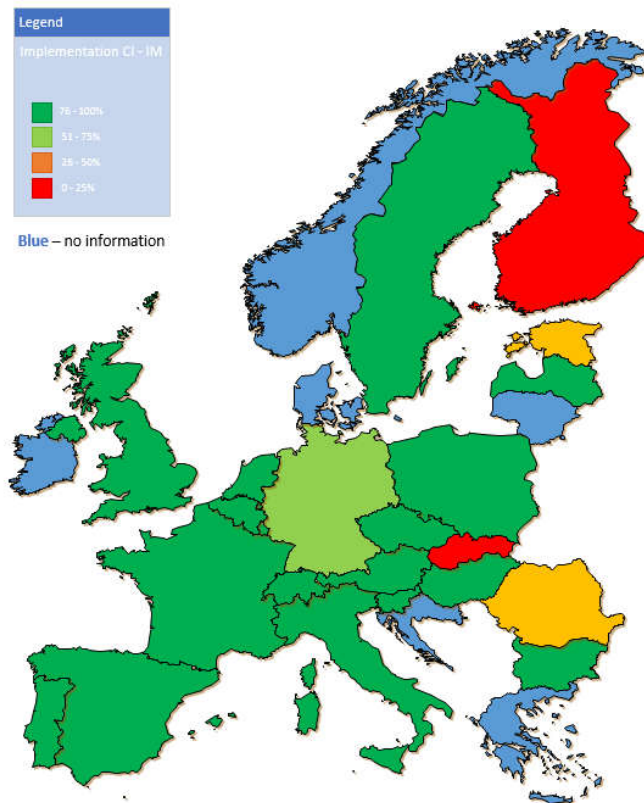 Legend
Implementation CI - IM
76 - 100%
51 - 75%
26 - 50%
0 - 25%
Blue – no information